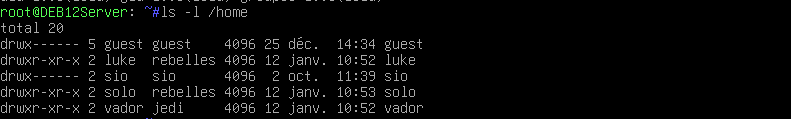 root@DEB12Server: ~#ls -l /home
total 20
drwx------ 5 guest guest    4096 25 déc.  14:34 guest
drwxr-xr-x 2 luke  rebelles 4096 12 janv. 10:52 luke
drwx------ 2 sio   sio      4096  2 oct.  11:39 sio
drwxr-xr-x 2 solo  rebelles 4096 12 janv. 10:53 solo
drwxr-xr-x 2 vador jedi     4096 12 janv. 10:52 vador